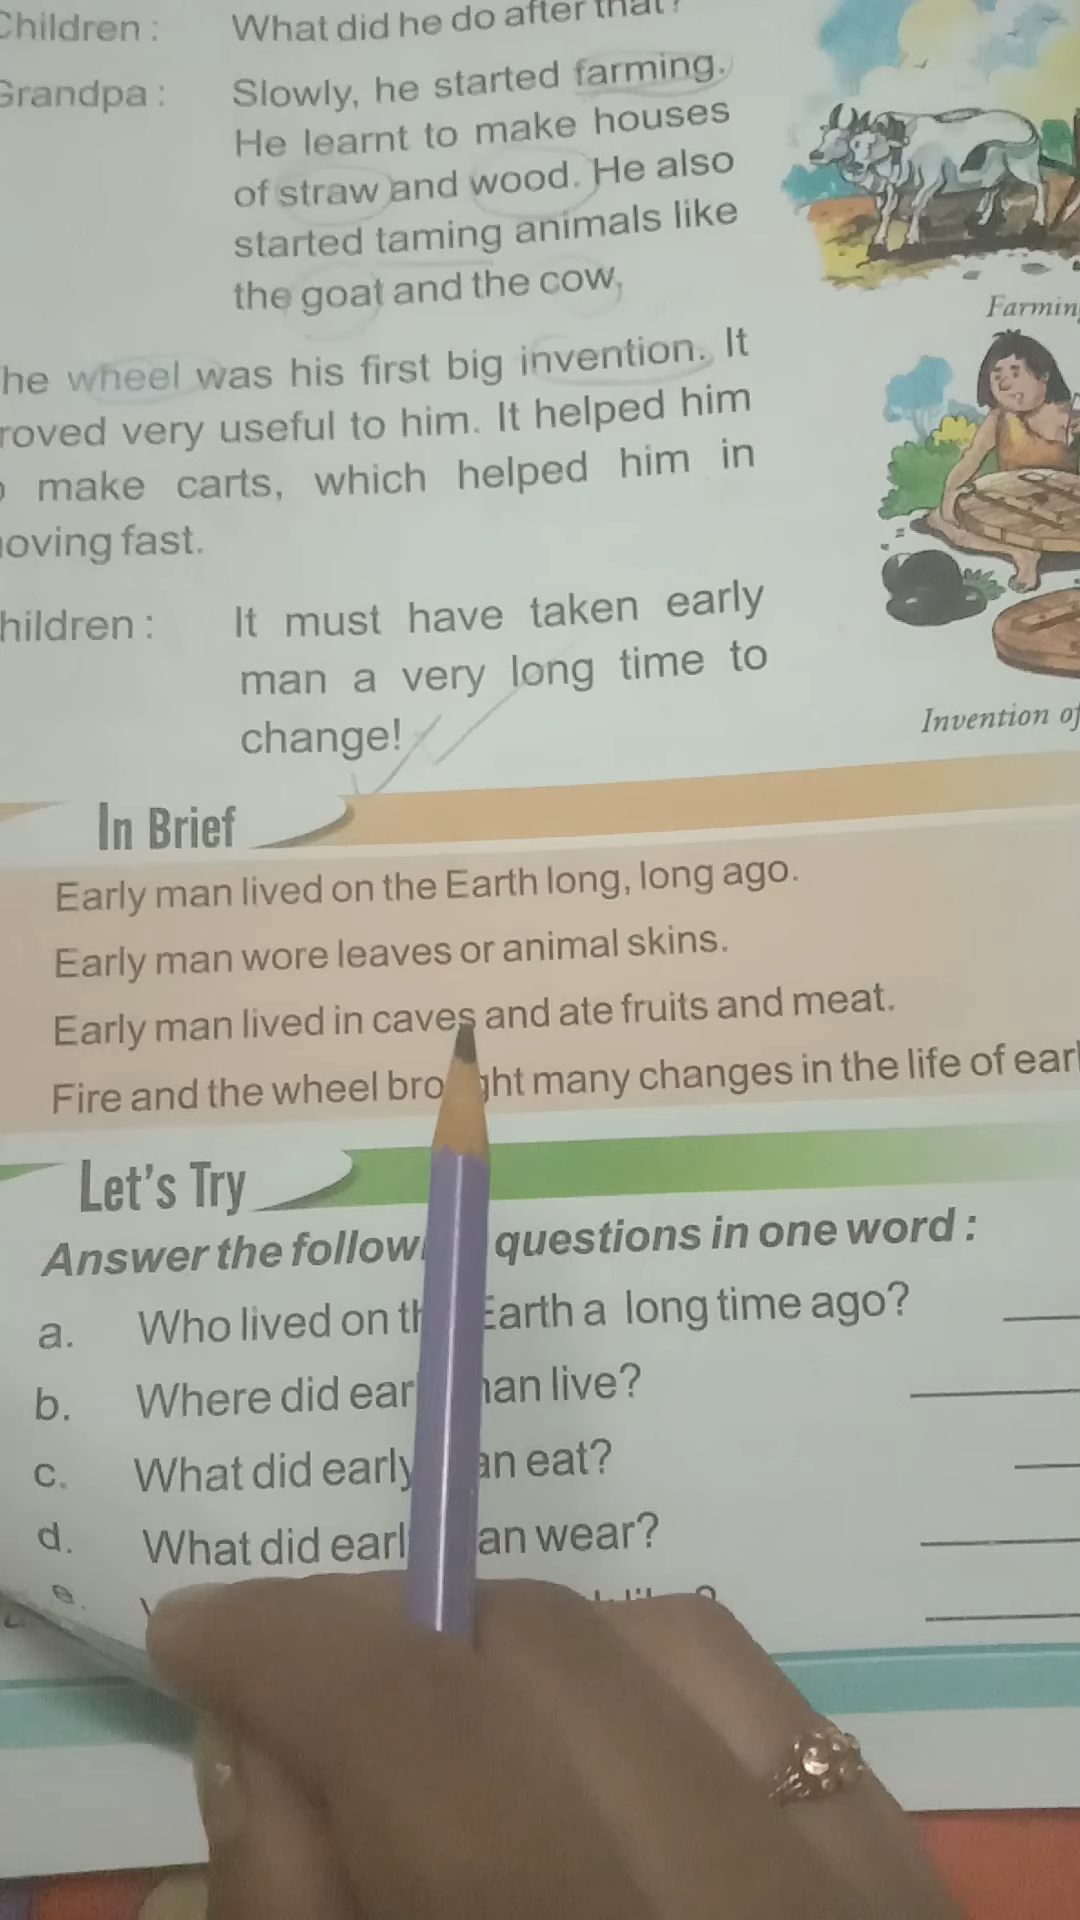 Children : What did he do after that?
Grandpa : Slowly, he started farming.
He learnt to make houses
of straw and wood. He also
started taming animals like
the goat and the cow.
Farming
he wheel was his first big invention. It
roved very useful to him. It helped him
make carts, which helped him in
oving fast.
hildren : It must have taken early
man a very long time to
change!
Invention of
In Brief
Early man lived on the Earth long, long ago.
Early man wore leaves or animal skins.
Early man lived in caves and ate fruits and meat.
Fire and the wheel brought many changes in the life of earl
Let's Try
Answer the follow questions in one word :
a. Who lived on th Earth a long time ago?
b. Where did ear man live?
c. What did early an eat?
d. What did earl an wear?
e.